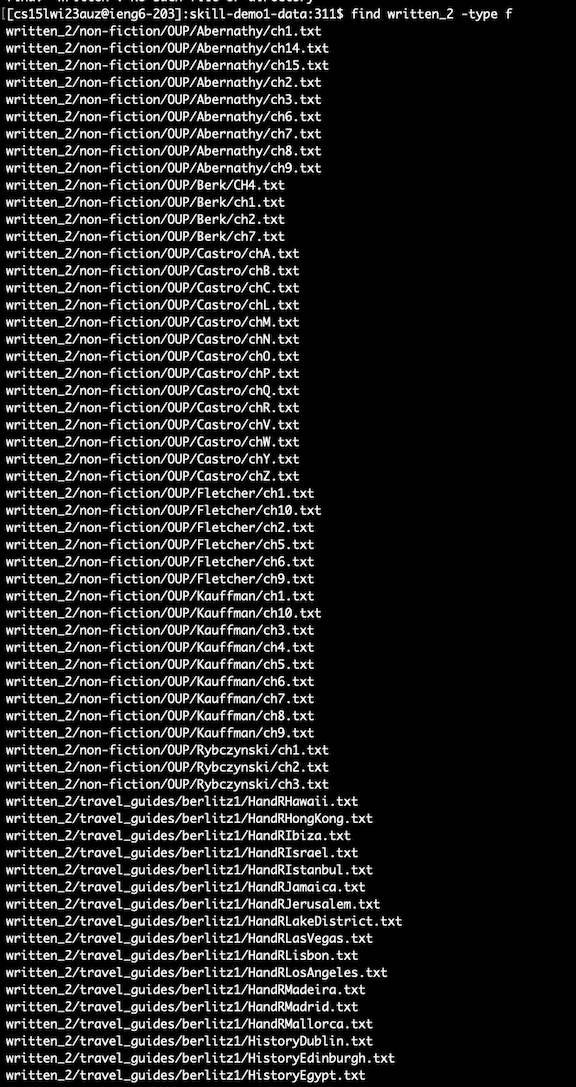 [[cs15lwi23auz@ieng6-203]:skill-demo1-data:311$ find written_2 -type f
written_2/non-fiction/OUP/Abernathy/ch1.txt
written_2/non-fiction/OUP/Abernathy/ch14.txt
written_2/non-fiction/OUP/Abernathy/ch15.txt
written_2/non-fiction/OUP/Abernathy/ch2.txt
written_2/non-fiction/OUP/Abernathy/ch3.txt
written_2/non-fiction/OUP/Abernathy/ch6.txt
written_2/non-fiction/OUP/Abernathy/ch7.txt
written_2/non-fiction/OUP/Abernathy/ch8.txt
written_2/non-fiction/OUP/Abernathy/ch9.txt
written_2/non-fiction/OUP/Berk/CH4.txt
written_2/non-fiction/OUP/Berk/ch1.txt
written_2/non-fiction/OUP/Berk/ch2.txt
written_2/non-fiction/OUP/Berk/ch7.txt
written_2/non-fiction/OUP/Castro/chA.txt
written_2/non-fiction/OUP/Castro/chB.txt
written_2/non-fiction/OUP/Castro/chC.txt
written_2/non-fiction/OUP/Castro/chL.txt
written_2/non-fiction/OUP/Castro/chM.txt
written_2/non-fiction/OUP/Castro/chN.txt
written_2/non-fiction/OUP/Castro/chO.txt
written_2/non-fiction/OUP/Castro/chP.txt
written_2/non-fiction/OUP/Castro/chQ.txt
written_2/non-fiction/OUP/Castro/chR.txt
written_2/non-fiction/OUP/Castro/chV.txt
written_2/non-fiction/OUP/Castro/chW.txt
written_2/non-fiction/OUP/Castro/chY.txt
written_2/non-fiction/OUP/Castro/chZ.txt
written_2/non-fiction/OUP/Fletcher/ch1.txt
written_2/non-fiction/OUP/Fletcher/ch10.txt
written_2/non-fiction/OUP/Fletcher/ch2.txt
written_2/non-fiction/OUP/Fletcher/ch5.txt
written_2/non-fiction/OUP/Fletcher/ch6.txt
written_2/non-fiction/OUP/Fletcher/ch9.txt
written_2/non-fiction/OUP/Kauffman/ch1.txt
written_2/non-fiction/OUP/Kauffman/ch10.txt
written_2/non-fiction/OUP/Kauffman/ch3.txt
written_2/non-fiction/OUP/Kauffman/ch4.txt
written_2/non-fiction/OUP/Kauffman/ch5.txt
written_2/non-fiction/OUP/Kauffman/ch6.txt
written_2/non-fiction/OUP/Kauffman/ch7.txt
written_2/non-fiction/OUP/Kauffman/ch8.txt
written_2/non-fiction/OUP/Kauffman/ch9.txt
written_2/non-fiction/OUP/Rybczynski/ch1.txt
written_2/non-fiction/OUP/Rybczynski/ch2.txt
written_2/non-fiction/OUP/Rybczynski/ch3.txt
written_2/travel_guides/berlitz1/HandRHawaii.txt
written_2/travel_guides/berlitz1/HandRHongKong.txt
written_2/travel_guides/berlitz1/HandRIbiza.txt
written_2/travel_guides/berlitz1/HandRIsrael.txt
written_2/travel_guides/berlitz1/HandRIstanbul.txt
written_2/travel_guides/berlitz1/HandRJamaica.txt
written_2/travel_guides/berlitz1/HandRJerusalem.txt
written_2/travel_guides/berlitz1/HandRLakeDistrict.txt
written_2/travel_guides/berlitz1/HandRLasVegas.txt
written_2/travel_guides/berlitz1/HandRLisbon.txt
written_2/travel_guides/berlitz1/HandRLosAngeles.txt
written_2/travel_guides/berlitz1/HandRMadeira.txt
written_2/travel_guides/berlitz1/HandRMadrid.txt
written_2/travel_guides/berlitz1/HandRMallorca.txt
written_2/travel_guides/berlitz1/HistoryDublin.txt
written_2/travel_guides/berlitz1/HistoryEdinburgh.txt
written_2/travel_guides/berlitz1/HistoryEgypt.txt